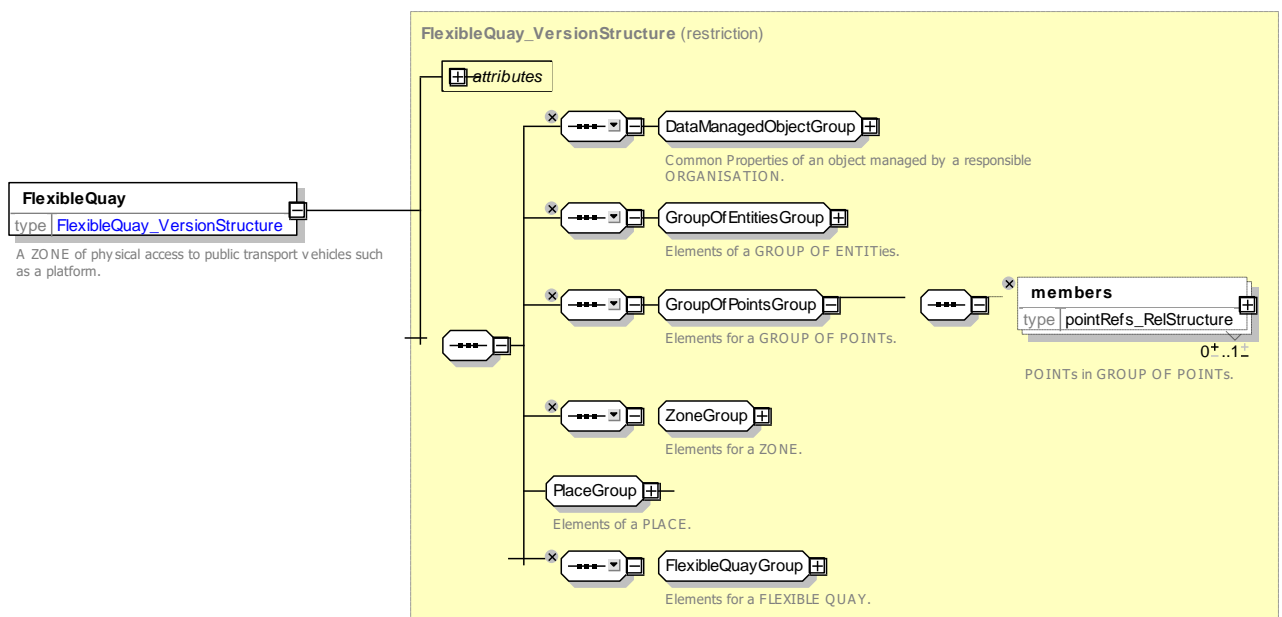 FlexibleQuay_VersionStructure (restriction)
attributes
DataManagedObjectGroup
Common Properties of an object managed by a responsible
ORGANISATION.
FlexibleQuay
type FlexibleQuay_VersionStructure
A ZONE of physical access to public transport vehicles such
as a platform.
GroupOfEntitiesGroup
Elements of a GROUP OF ENTITies.
GroupOfPointsGroup
Elements for a GROUP OF POINTs.
members
type pointRefs_RelStructure
0..1
POINTs in GROUP OF POINTs.
ZoneGroup
Elements for a ZONE.
PlaceGroup
Elements of a PLACE.
FlexibleQuayGroup
Elements for a FLEXIBLE QUAY.